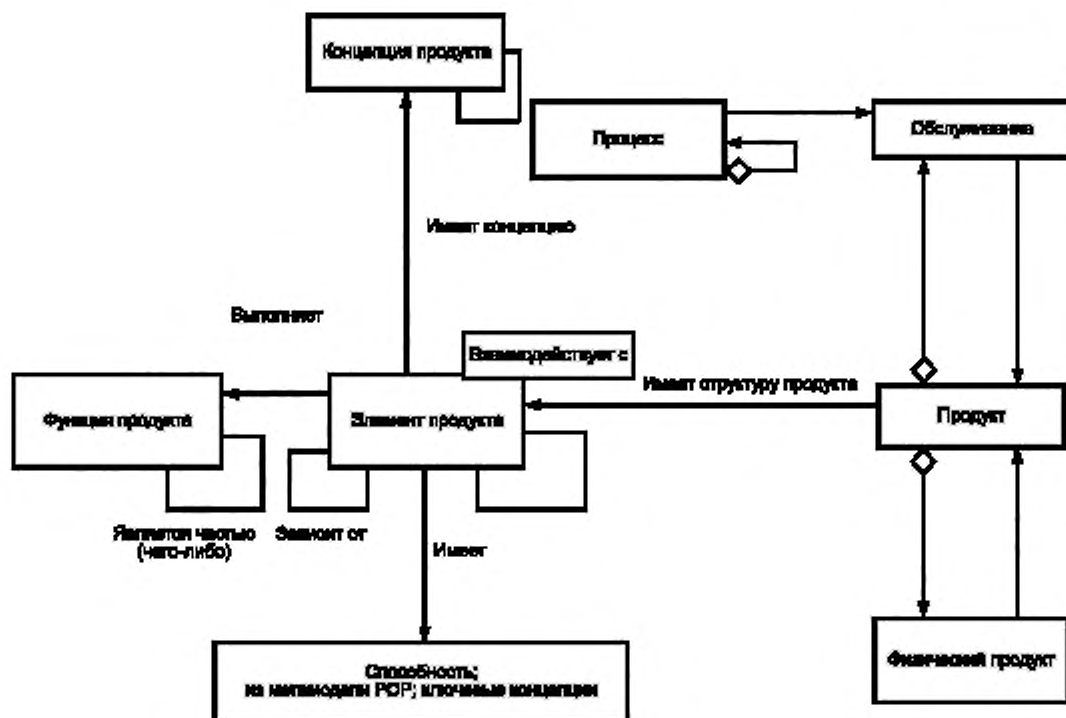 Концепция продукта
Процесс
Обслуживание
Имеет концепцию
Выполняет
Взаимодействует с
Имеет структуру продукта
Функция продукта
Элемент продукта
Продукт
Является частью
(чего-либо)
Зависит от
Имеет
Способность;
из метамодели POP; ключевые концепции
Физический продукт